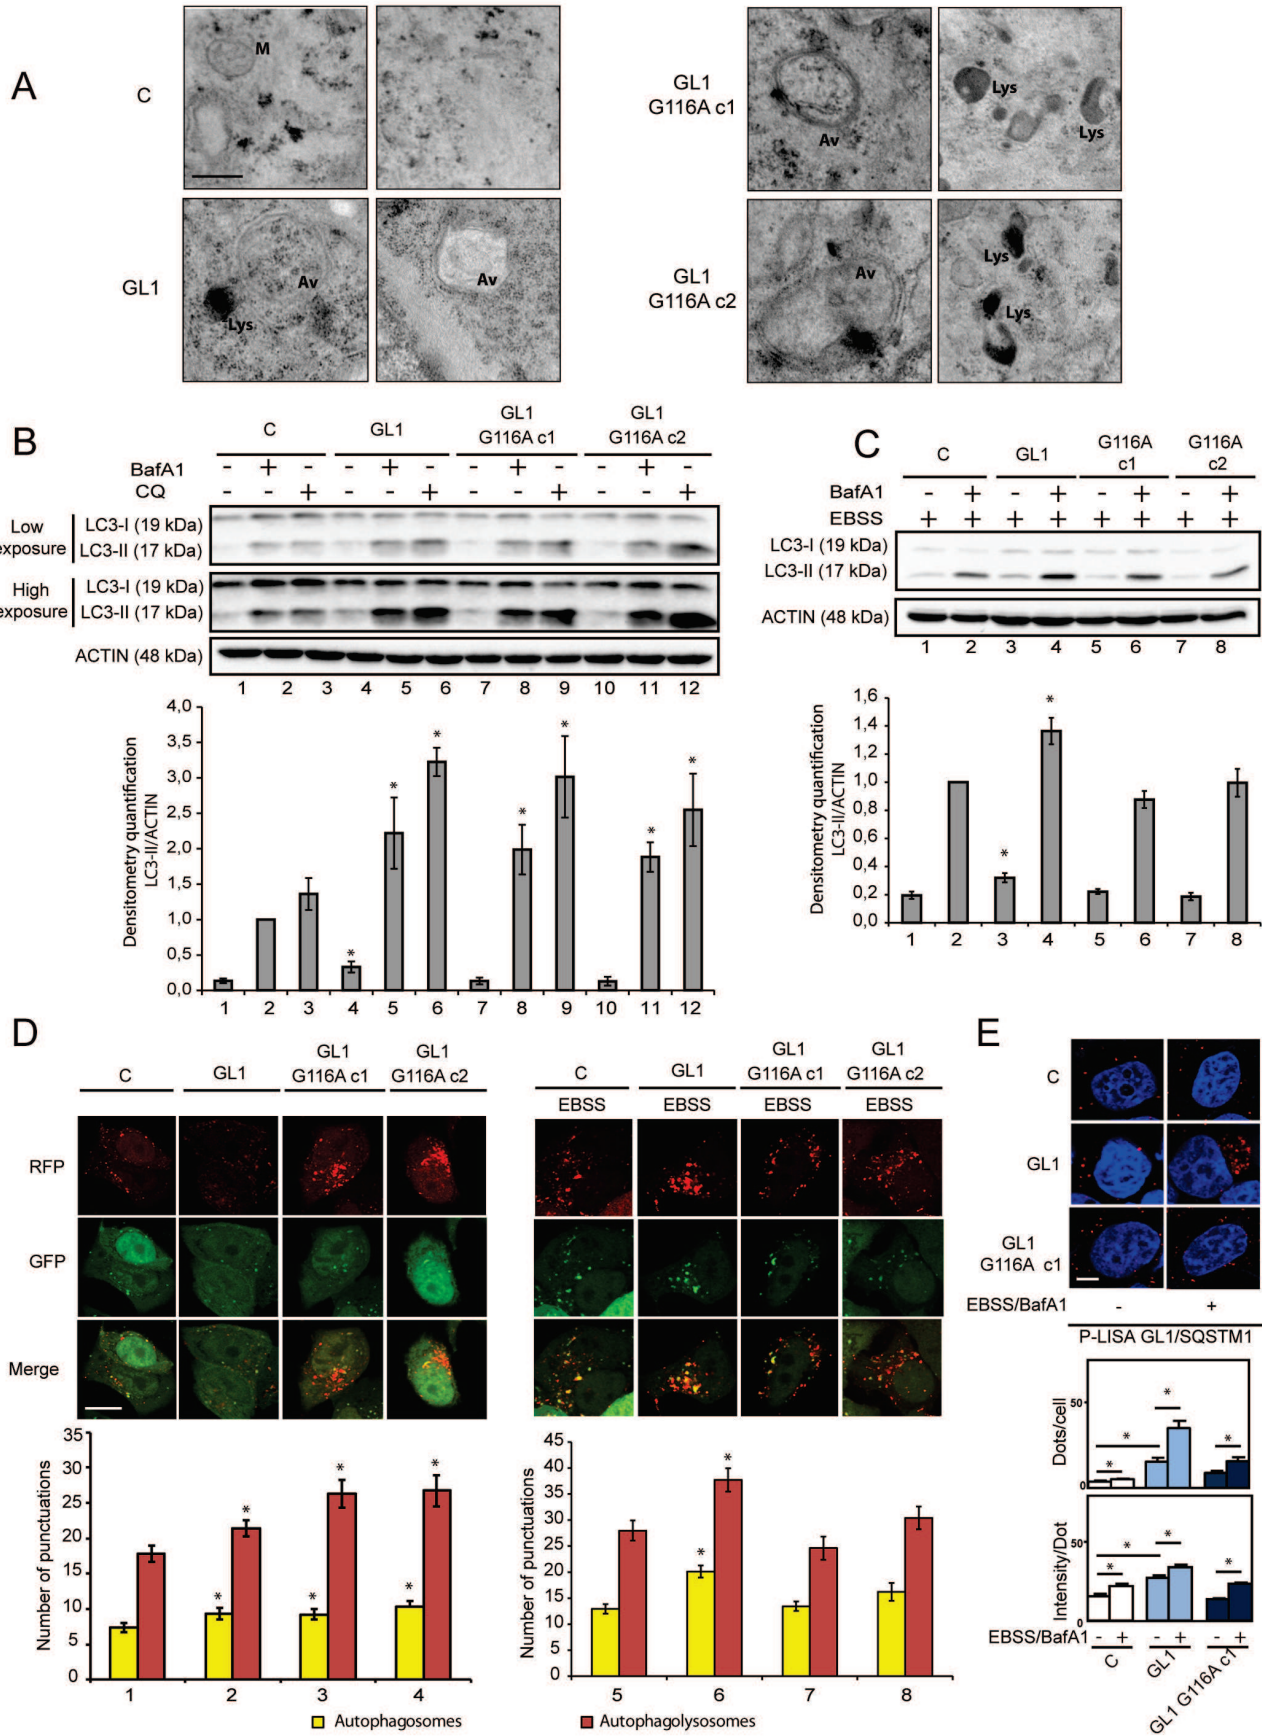 A
C
M
GL1
Lys
Av
Av
GL1
G116A c1
Av
Lys
Lys
GL1
G116A c2
Av
Lys
Lys
B
C
GL1
GL1
G116A c1
GL1
G116A c2
BafA1 - + - - + - - + - - + -
CQ - - + - - + - - + - - +
Low
exposure
LC3-I (19 kDa)
LC3-II (17 kDa)
High
exposure
LC3-I (19 kDa)
LC3-II (17 kDa)
ACTIN (48 kDa)
1 2 3 4 5 6 7 8 9 10 11 12
Densitometry quantification
LC3-II/ACTIN
4,0
3,5
3,0
2,5
2,0
1,5
1,0
0,5
0,0
* * * * * * *
1 2 3 4 5 6 7 8 9 10 11 12
C
C
GL1
G116A
c1
G116A
c2
BafA1 - + - + - + - +
EBSS + + + + + + + +
LC3-I (19 kDa)
LC3-II (17 kDa)
ACTIN (48 kDa)
1 2 3 4 5 6 7 8
Densitometry quantification
LC3-II/ACTIN
1,6
1,4
1,2
1,0
0,8
0,6
0,4
0,2
0,0
* *
1 2 3 4 5 6 7 8
D
C
GL1
GL1
G116A c1
GL1
G116A c2
RFP
GFP
Merge
C
GL1
GL1
G116A c1
GL1
G116A c2
EBSS EBSS EBSS EBSS
Number of punctuations
35
30
25
20
15
10
5
0
* * * * * *
1 2 3 4
Number of punctuations
45
40
35
30
25
20
15
10
5
0
* *
5 6 7 8
Autophagosomes
Autophagolysosomes
E
C
GL1
GL1
G116A c1
EBSS/BafA1 - +
P-LISA GL1/SQSTM1
Dots/cell
50
0
* * * *
Intensity/Dot
50
0
* * * *
EBSS/BafA1 - + - + - +
C
GL1
GL1 G116A c1